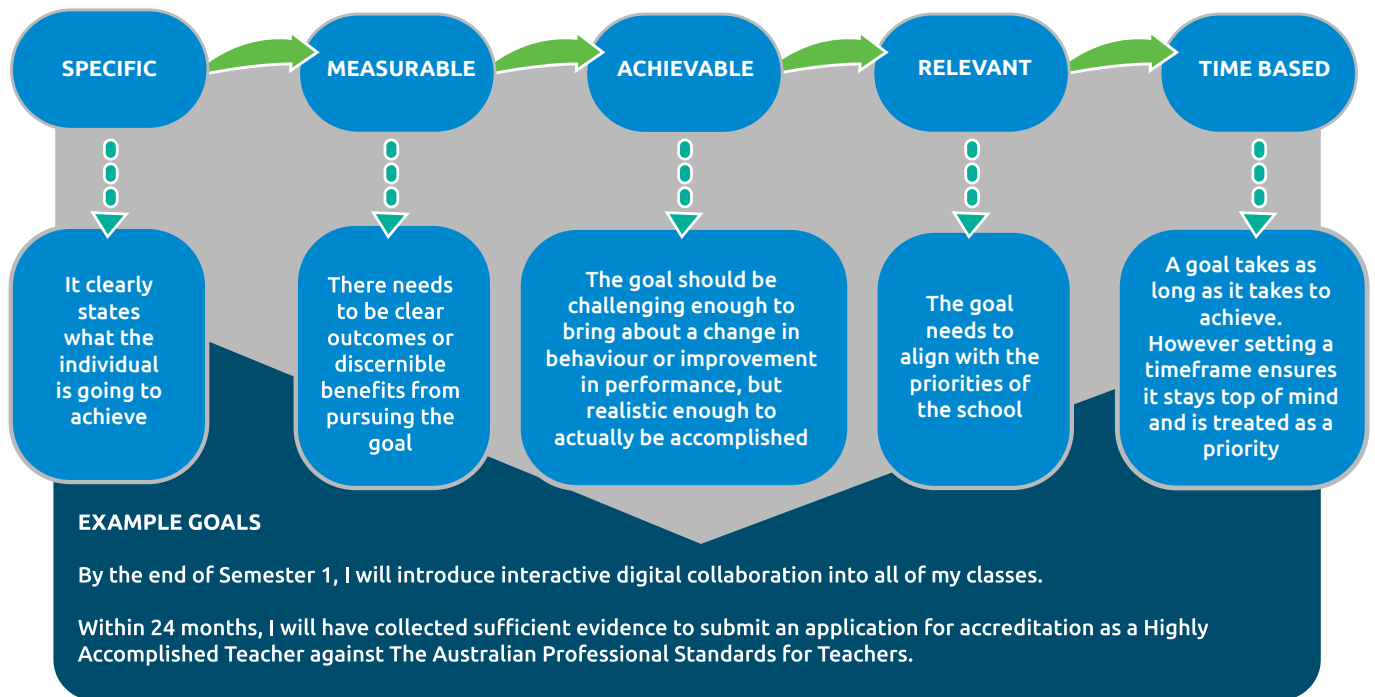 SPECIFIC
MEASURABLE
ACHIEVABLE
RELEVANT
TIME BASED
It clearly
states
what the
individual
is going to
achieve
There needs
to be clear
outcomes or
discernible
benefits from
pursuing the
goal
The goal should be
challenging enough to
bring about a change in
behaviour or improvement
in performance, but
realistic enough to
actually be accomplished
The goal
needs to
align with the
priorities of
the school
A goal takes as
long as it takes to
achieve.
However setting a
timeframe ensures
it stays top of mind
and is treated as a
priority
EXAMPLE GOALS
By the end of Semester 1, I will introduce interactive digital collaboration into all of my classes.
Within 24 months, I will have collected sufficient evidence to submit an application for accreditation as a Highly
Accomplished Teacher against The Australian Professional Standards for Teachers.